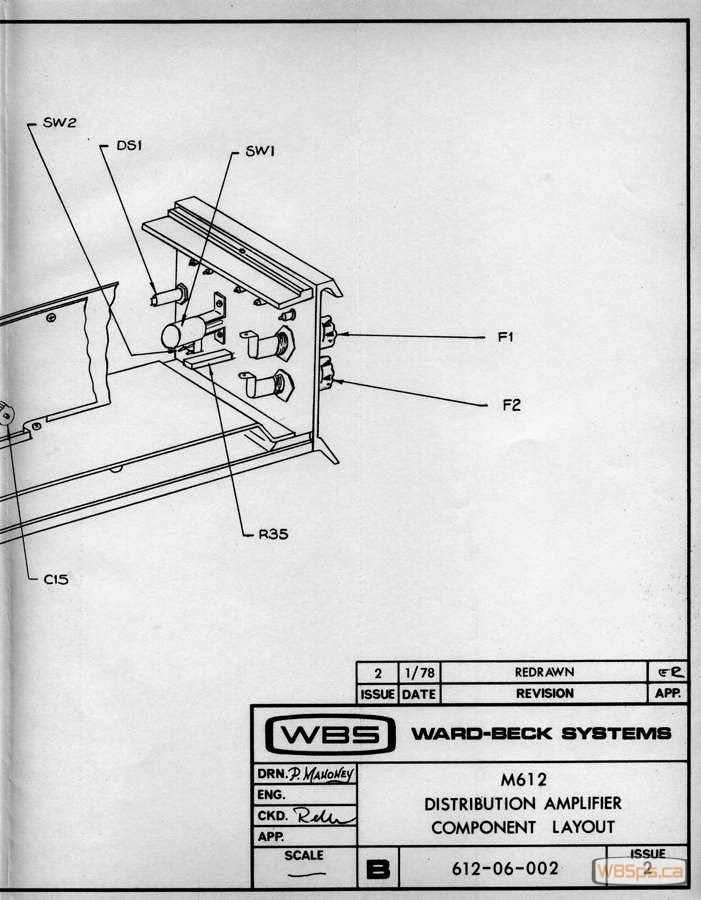 SW2
DS1
SW1
F1
F2
R35
C15
2 1/78 REDRAWN ER
ISSUE DATE REVISION APP.
WBS WARD-BECK SYSTEMS
DRN. P. MAHONEY
ENG.
CKD.
APP.
M612
DISTRIBUTION AMPLIFIER
COMPONENT LAYOUT
SCALE
B
612-06-002
ISSUE
2
WBSps.ca